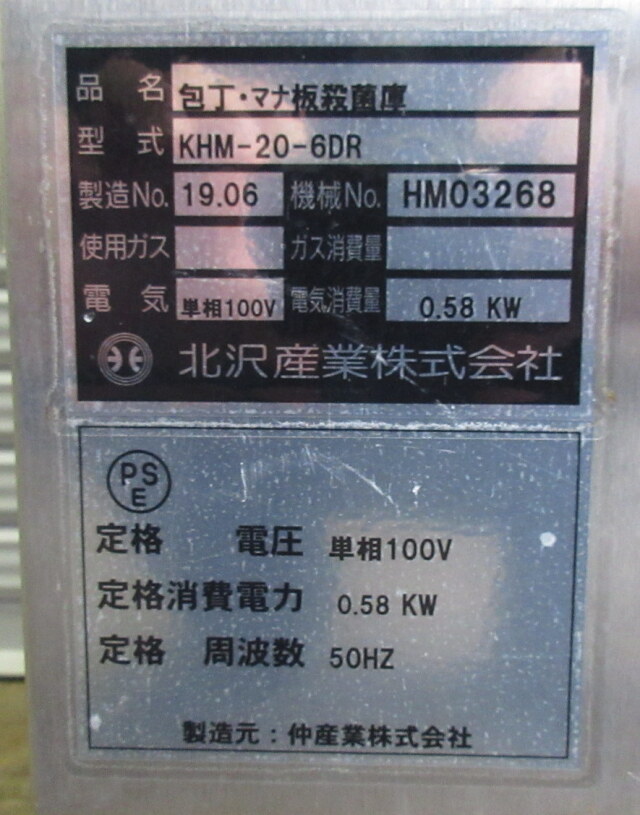 品名 包丁・マナ板殺菌庫
型式 KHM-20-6DR
製造No. 19.06 機械No. HM03268
使用ガス ガス消費量
電気 単相100V 電気消費量 0.58 KW
北沢産業株式会社
PS
E
定格 電圧 単相100V
定格消費電力 0.58 KW
定格 周波数 50HZ
製造元：仲産業株式会社